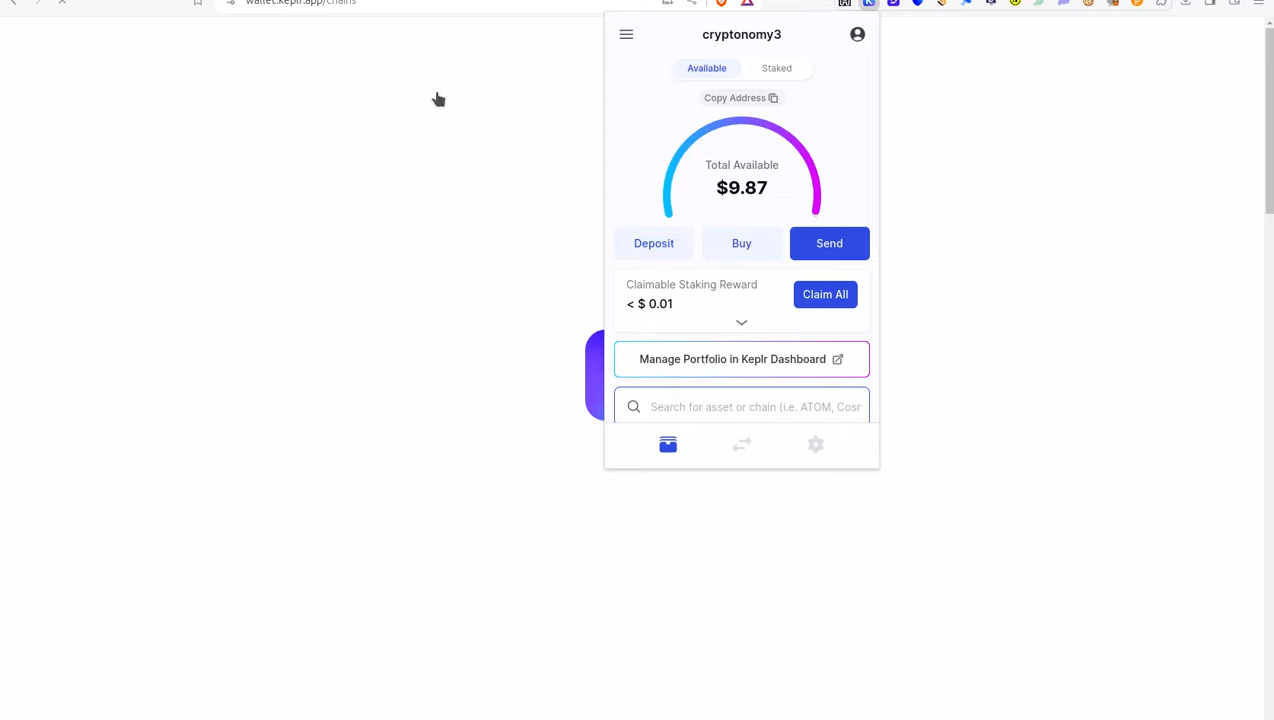 wallet.keplr.app/chains
cryptonomy3
Available
Staked
Copy Address
Total Available
$9.87
Deposit
Buy
Send
Claimable Staking Reward
< $ 0.01
Claim All
Manage Portfolio in Keplr Dashboard
Search for asset or chain (i.e. ATOM, Cosr